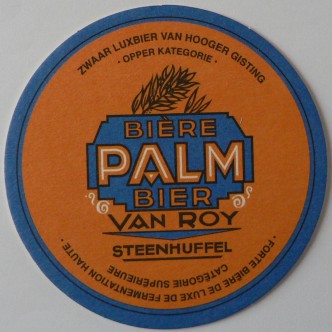 ZWAAR LUXBIER VAN HOOGER GISTING
· OPPER KATEGORIE ·
BIÈRE
PALM
BIER
VAN ROY
STEENHUFFEL
· FORTE BIÈRE DE LUXE DE FERMENTATION HAUTE ·
CATÉGORIE SUPÉRIEURE